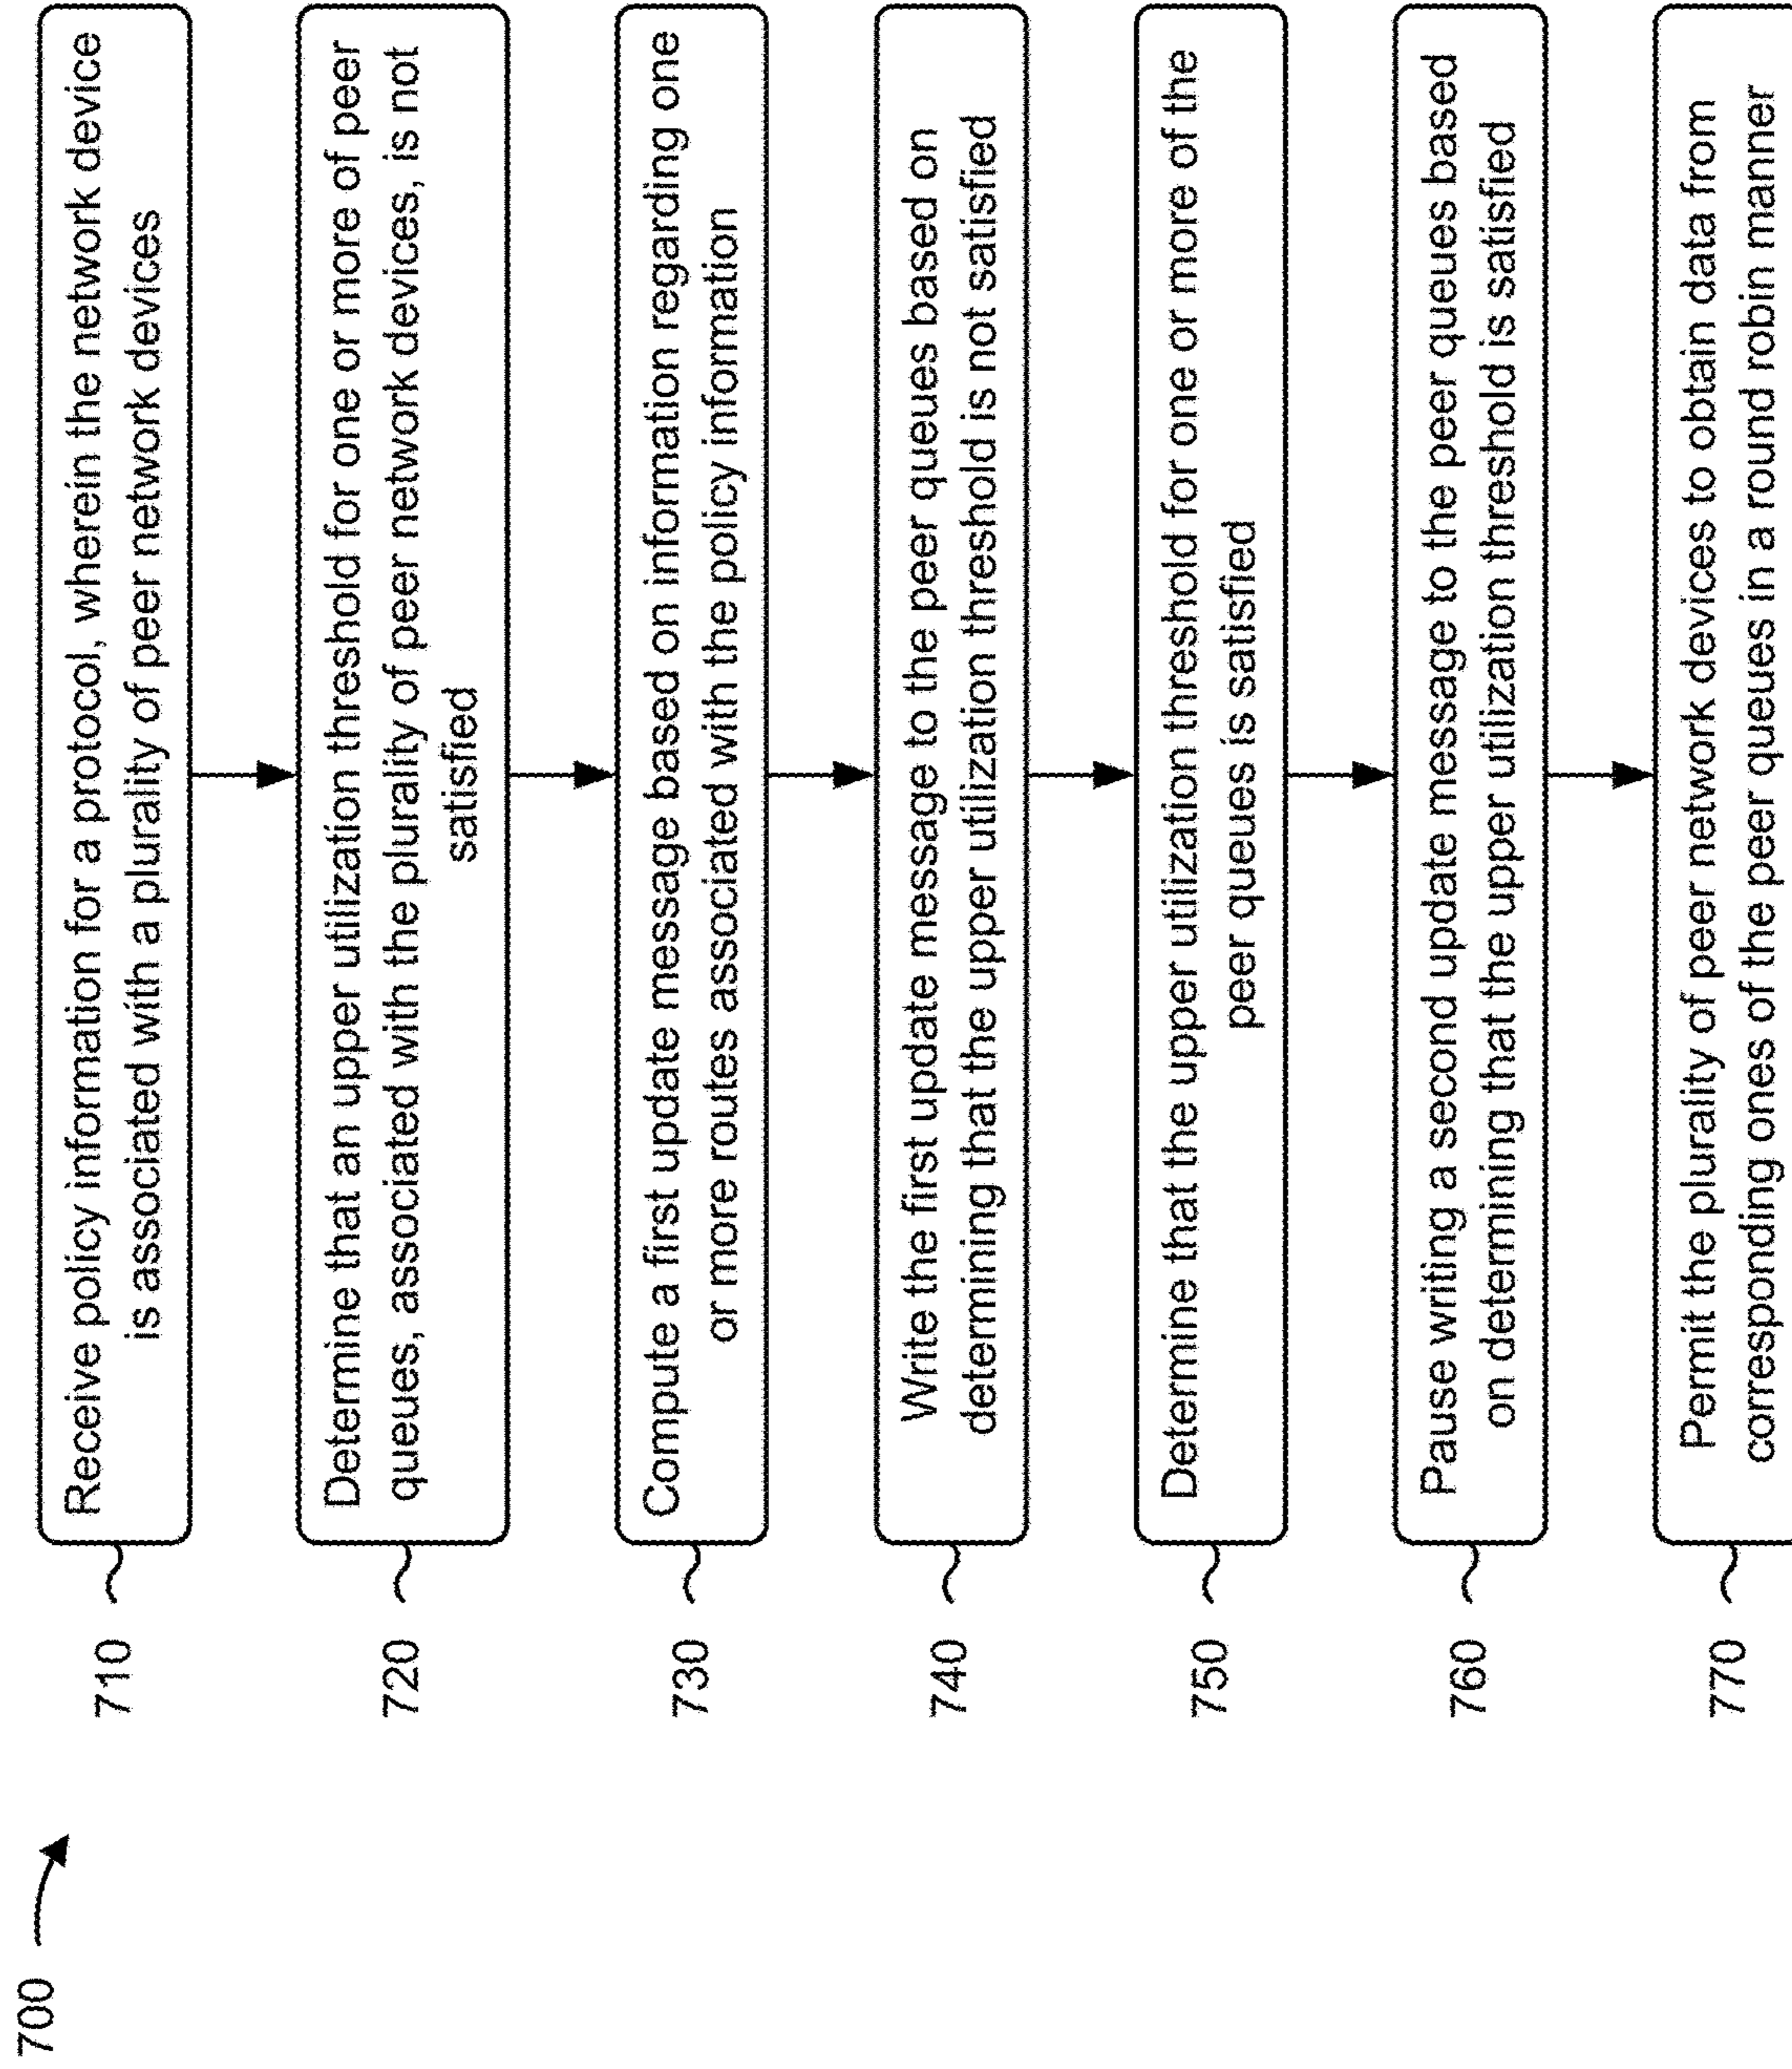 700
710
Receive policy information for a protocol, wherein the network device
is associated with a plurality of peer network devices
720
Determine that an upper utilization threshold for one or more of peer
queues, associated with the plurality of peer network devices, is not
satisfied
730
Compute a first update message based on information regarding one
or more routes associated with the policy information
740
Write the first update message to the peer queues based on
determining that the upper utilization threshold is not satisfied
750
Determine that the upper utilization threshold for one or more of the
peer queues is satisfied
760
Pause writing a second update message to the peer queues based
on determining that the upper utilization threshold is satisfied
770
Permit the plurality of peer network devices to obtain data from
corresponding ones of the peer queues in a round robin manner